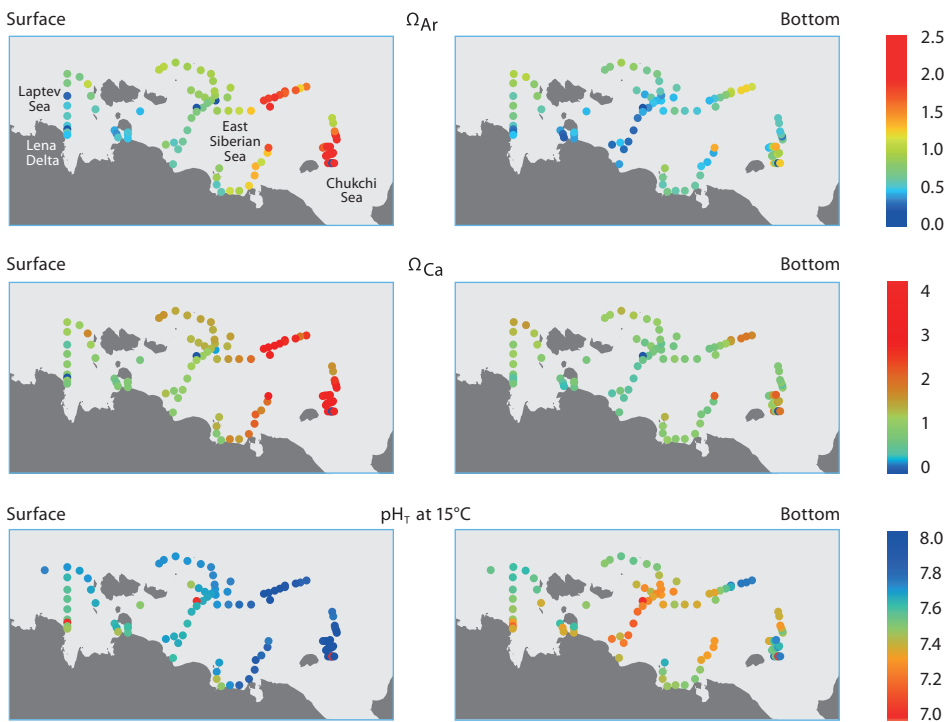 Surface
ΩAr
Bottom
Laptev
Sea
Lena
Delta
East
Siberian
Sea
Chukchi
Sea
2.5
2.0
1.5
1.0
0.5
0.0
Surface
ΩCa
Bottom
4
3
2
1
0
Surface
pHT at 15°C
Bottom
8.0
7.8
7.6
7.4
7.2
7.0